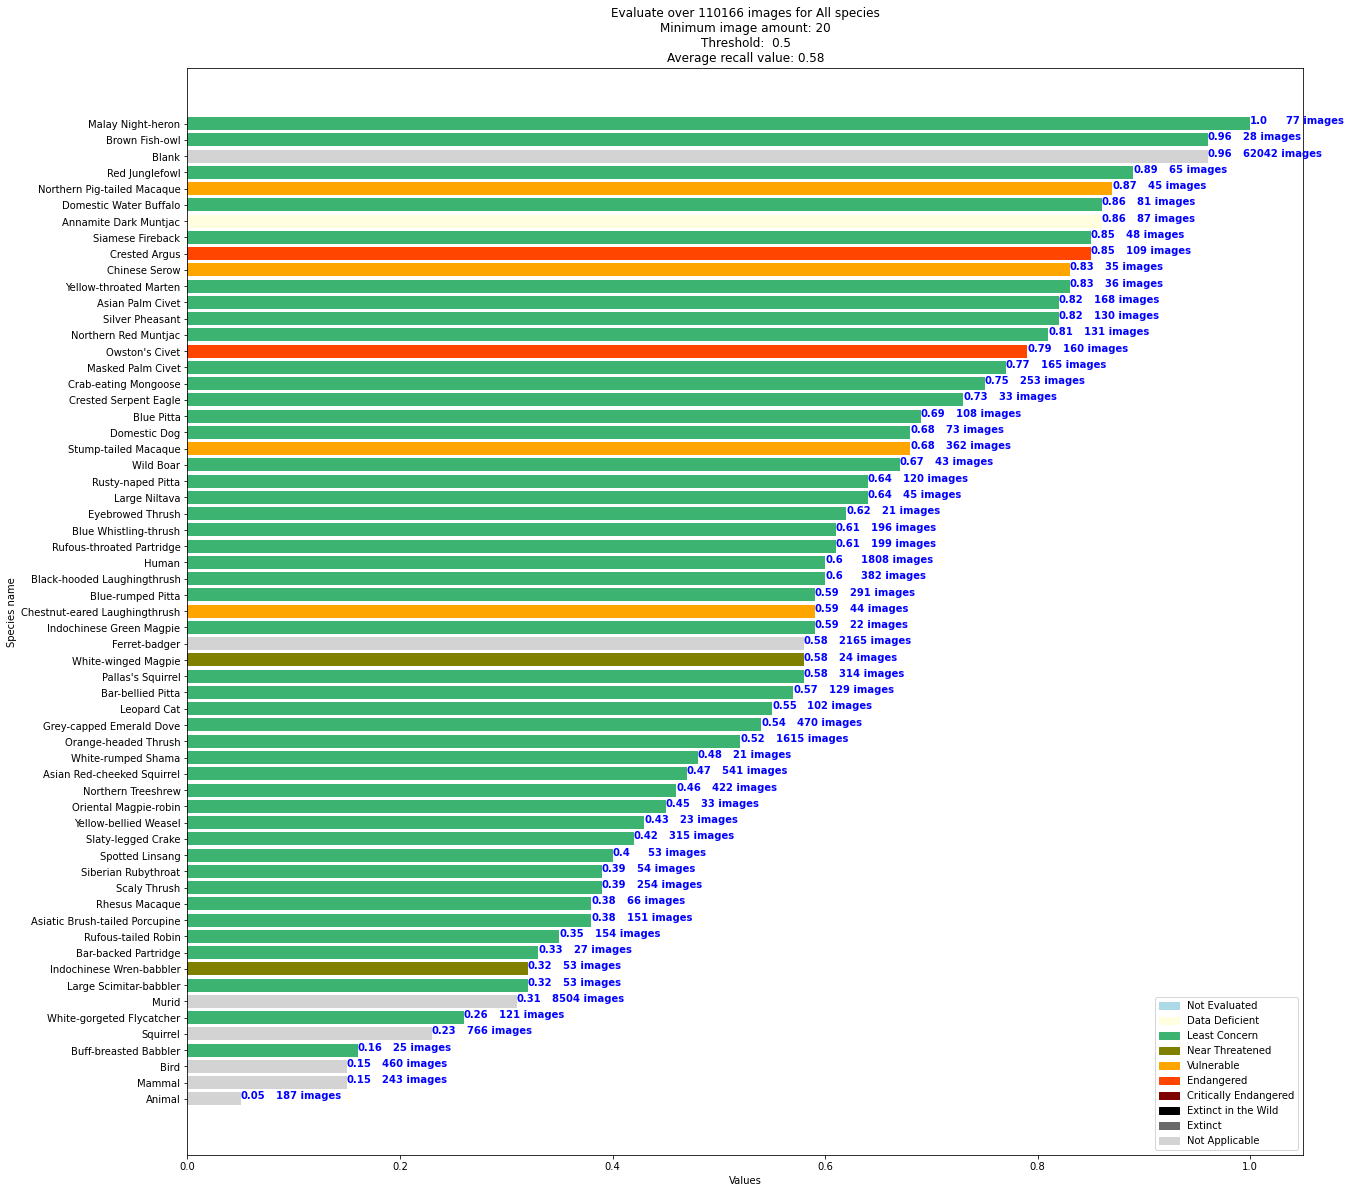 Evaluate over 110166 images for All species
Minimum image amount: 20
Threshold:  0.5
Average recall value: 0.58
Malay Night-heron 1.0 77 images
Brown Fish-owl 0.96 28 images
Blank 0.96 62042 images
Red Junglefowl 0.89 65 images
Northern Pig-tailed Macaque 0.87 45 images
Domestic Water Buffalo 0.86 81 images
Annamite Dark Muntjac 0.86 87 images
Siamese Fireback 0.85 48 images
Crested Argus 0.85 109 images
Chinese Serow 0.83 35 images
Yellow-throated Marten 0.83 36 images
Asian Palm Civet 0.82 168 images
Silver Pheasant 0.82 130 images
Northern Red Muntjac 0.81 131 images
Owston's Civet 0.79 160 images
Masked Palm Civet 0.77 165 images
Crab-eating Mongoose 0.75 253 images
Crested Serpent Eagle 0.73 33 images
Blue Pitta 0.69 108 images
Domestic Dog 0.68 73 images
Stump-tailed Macaque 0.68 362 images
Wild Boar 0.67 43 images
Rusty-naped Pitta 0.64 120 images
Large Niltava 0.64 45 images
Eyebrowed Thrush 0.62 21 images
Blue Whistling-thrush 0.61 196 images
Rufous-throated Partridge 0.61 199 images
Human 0.6 1808 images
Black-hooded Laughingthrush 0.6 382 images
Blue-rumped Pitta 0.59 291 images
Chestnut-eared Laughingthrush 0.59 44 images
Indochinese Green Magpie 0.59 22 images
Ferret-badger 0.58 2165 images
White-winged Magpie 0.58 24 images
Pallas's Squirrel 0.58 314 images
Bar-bellied Pitta 0.57 129 images
Leopard Cat 0.55 102 images
Grey-capped Emerald Dove 0.54 470 images
Orange-headed Thrush 0.52 1615 images
White-rumped Shama 0.48 21 images
Asian Red-cheeked Squirrel 0.47 541 images
Northern Treeshrew 0.46 422 images
Oriental Magpie-robin 0.45 33 images
Yellow-bellied Weasel 0.43 23 images
Slaty-legged Crake 0.42 315 images
Spotted Linsang 0.4 53 images
Siberian Rubythroat 0.39 54 images
Scaly Thrush 0.39 254 images
Rhesus Macaque 0.38 66 images
Asiatic Brush-tailed Porcupine 0.38 151 images
Rufous-tailed Robin 0.35 154 images
Bar-backed Partridge 0.33 27 images
Indochinese Wren-babbler 0.32 53 images
Large Scimitar-babbler 0.32 53 images
Murid 0.31 8504 images
White-gorgeted Flycatcher 0.26 121 images
Squirrel 0.23 766 images
Buff-breasted Babbler 0.16 25 images
Bird 0.15 460 images
Mammal 0.15 243 images
Animal 0.05 187 images
Species name
Not Evaluated
Data Deficient
Least Concern
Near Threatened
Vulnerable
Endangered
Critically Endangered
Extinct in the Wild
Extinct
Not Applicable
0.0 0.2 0.4 0.6 0.8 1.0
Values